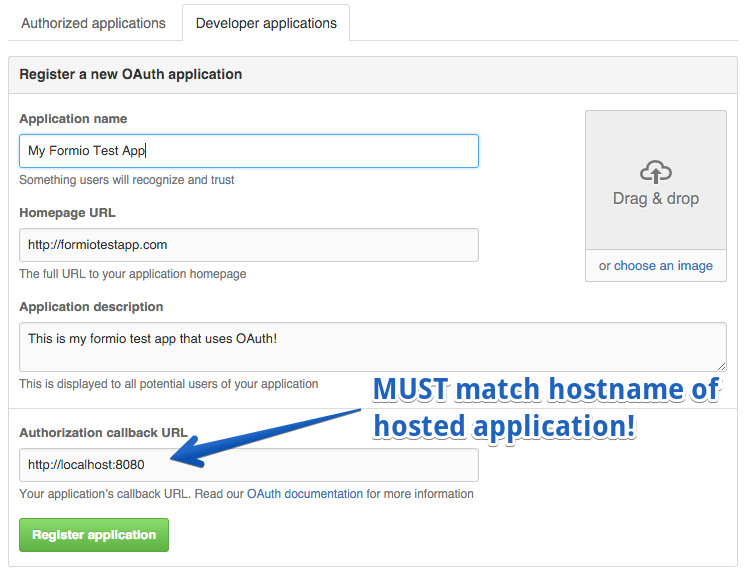 Authorized applications
Developer applications
Register a new OAuth application
Application name
My Formio Test App
Something users will recognize and trust
Drag & drop
or choose an image
Homepage URL
http://formiotestapp.com
The full URL to your application homepage
Application description
This is my formio test app that uses OAuth!
This is displayed to all potential users of your application
MUST match hostname of
hosted application!
Authorization callback URL
http://localhost:8080
Your application's callback URL. Read our OAuth documentation for more information
Register application